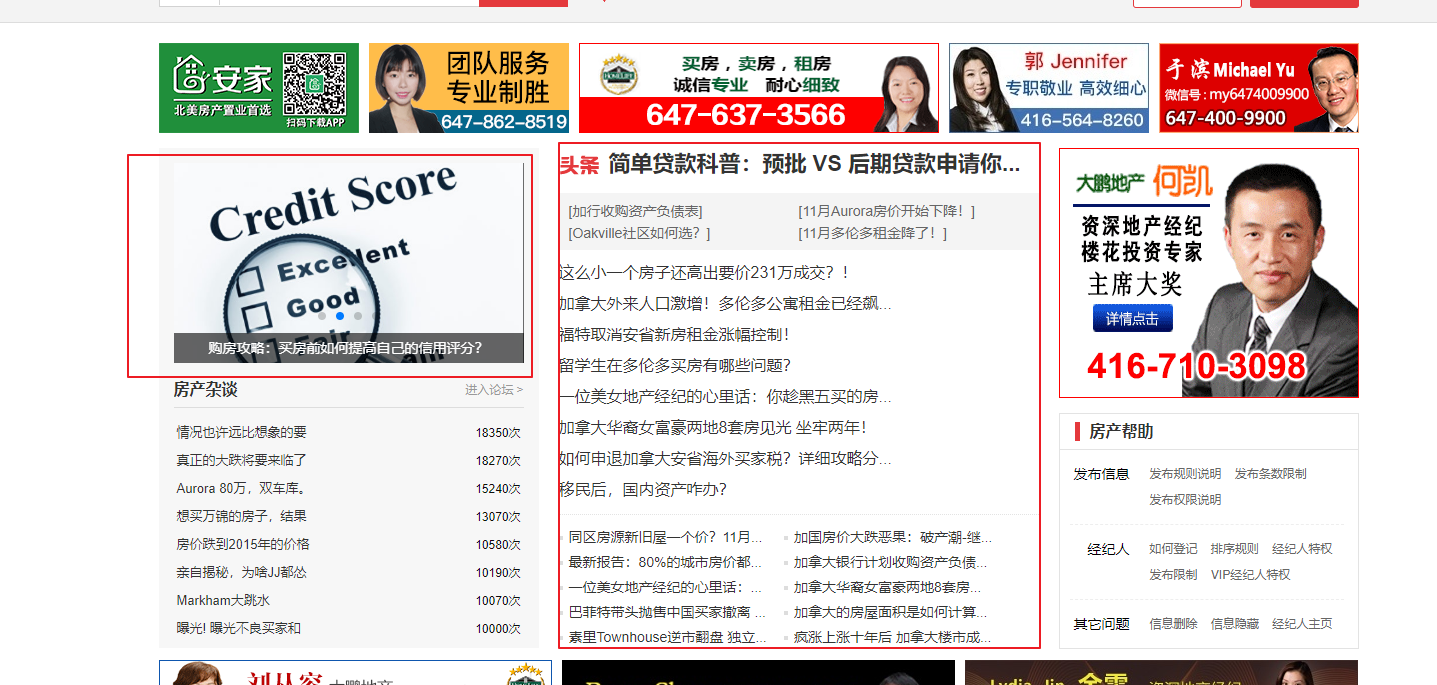 安家
北美房产置业首选
扫码下载APP
团队服务
专业制胜
647-862-8519
买房，卖房，租房
诚信专业 耐心细致
HOMELIFE
647-637-3566
郭 Jennifer
专职敬业 高效细心
416-564-8260
于滨 Michael Yu
微信号：my6474009900
647-400-9900
Credit Score
Excellent
Good
Fair
购房攻略：买房前如何提高自己的信用评分？
房产杂谈
进入论坛 >
情况也许远比想象的要 18350次
真正的大跌将要来临了 18270次
Aurora 80万，双车库。 15240次
想买万锦的房子，结果 13070次
房价跌到2015年的价格 10580次
亲自揭秘，为啥JJ都怂 10190次
Markham大跳水 10070次
曝光! 曝光不良买家和 10000次
头条 简单贷款科普：预批 VS 后期贷款申请你...
[加行收购资产负债表] [11月Aurora房价开始下降！]
[Oakville社区如何选？] [11月多伦多租金降了！]
这么小一个房子还高出要价231万成交？！
加拿大外来人口激增！多伦多公寓租金已经飙...
福特取消安省新房租金涨幅控制！
留学生在多伦多买房有哪些问题？
一位美女地产经纪的心里话：你趁黑五买的房...
加拿大华裔女富豪两地8套房见光 坐牢两年！
如何申退加拿大安省海外买家税？详细攻略分...
移民后，国内资产咋办？
同区房源新旧屋一个价？11月... 加国房价大跌恶果：破产潮-继...
最新报告：80%的城市房价都... 加拿大银行计划收购资产负债...
一位美女地产经纪的心里话：... 加拿大华裔女富豪两地8套房...
巴菲特带头抛售中国买家撤离 ... 加拿大的房屋面积是如何计算...
素里Townhouse逆市翻盘 独立... 疯涨上涨十年后 加拿大楼市成...
大鹏地产 何凯
资深地产经纪
楼花投资专家
主席大奖
详情点击
416-710-3098
房产帮助
发布信息 发布规则说明 发布条数限制
发布权限说明
经纪人 如何登记 排序规则 经纪人特权
发布限制 VIP经纪人特权
其它问题 信息删除 信息隐藏 经纪人主页